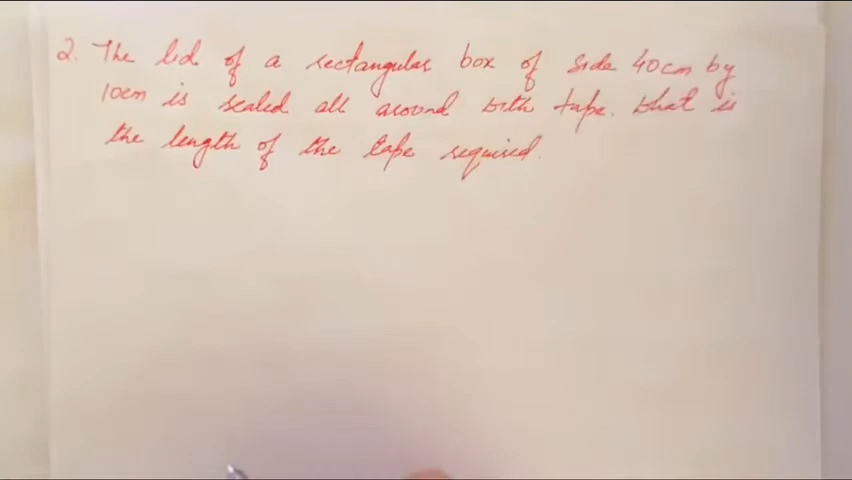 2. The lid of a rectangular box of side 40cm by
10cm is sealed all around with tape. What is
the length of the tape required.